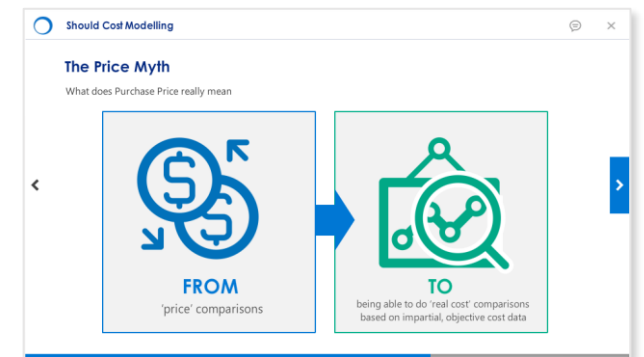 Should Cost Modelling
The Price Myth
What does Purchase Price really mean
FROM
'price' comparisons
TO
being able to do 'real cost' comparisons
based on impartial, objective cost data